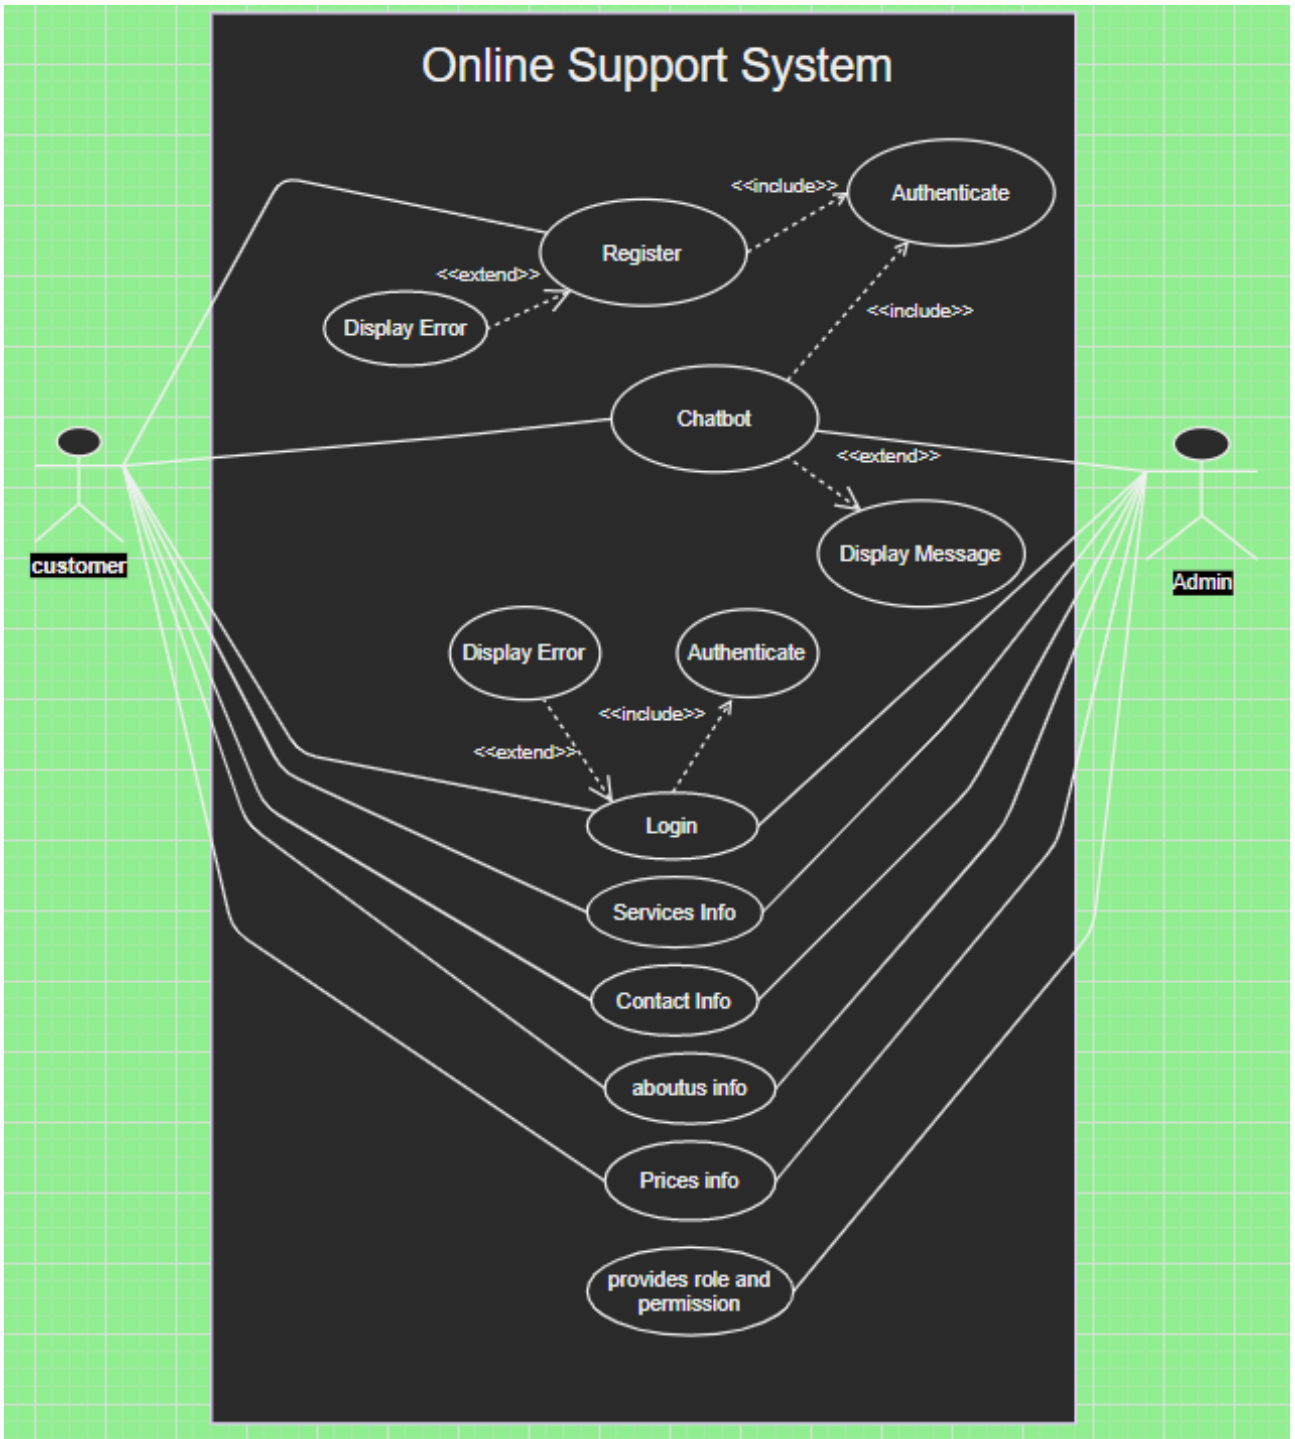 Online Support System
<<include>>
Authenticate
Register
<<extend>>
Display Error
<<include>>
Chatbot
<<extend>>
Display Message
customer
Admin
Display Error
Authenticate
<<include>>
<<extend>>
Login
Services Info
Contact Info
aboutus info
Prices info
provides role and
permission